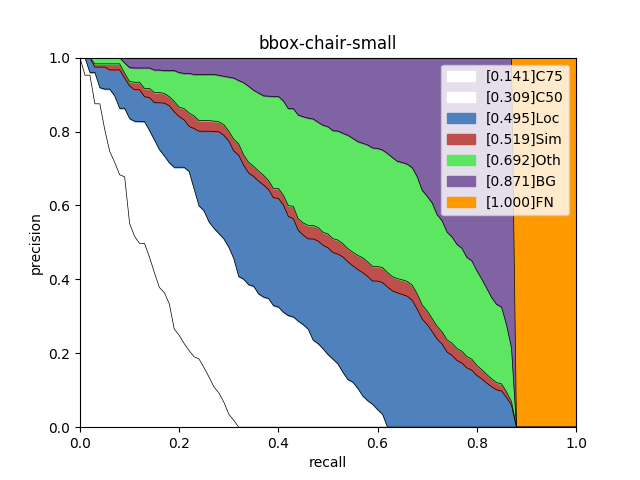 bbox-chair-small
1.0
0.8
0.6
0.4
0.2
0.0
precision
0.0
0.2
0.4
0.6
0.8
1.0
recall
[0.141]C75
[0.309]C50
[0.495]Loc
[0.519]Sim
[0.692]Oth
[0.871]BG
[1.000]FN